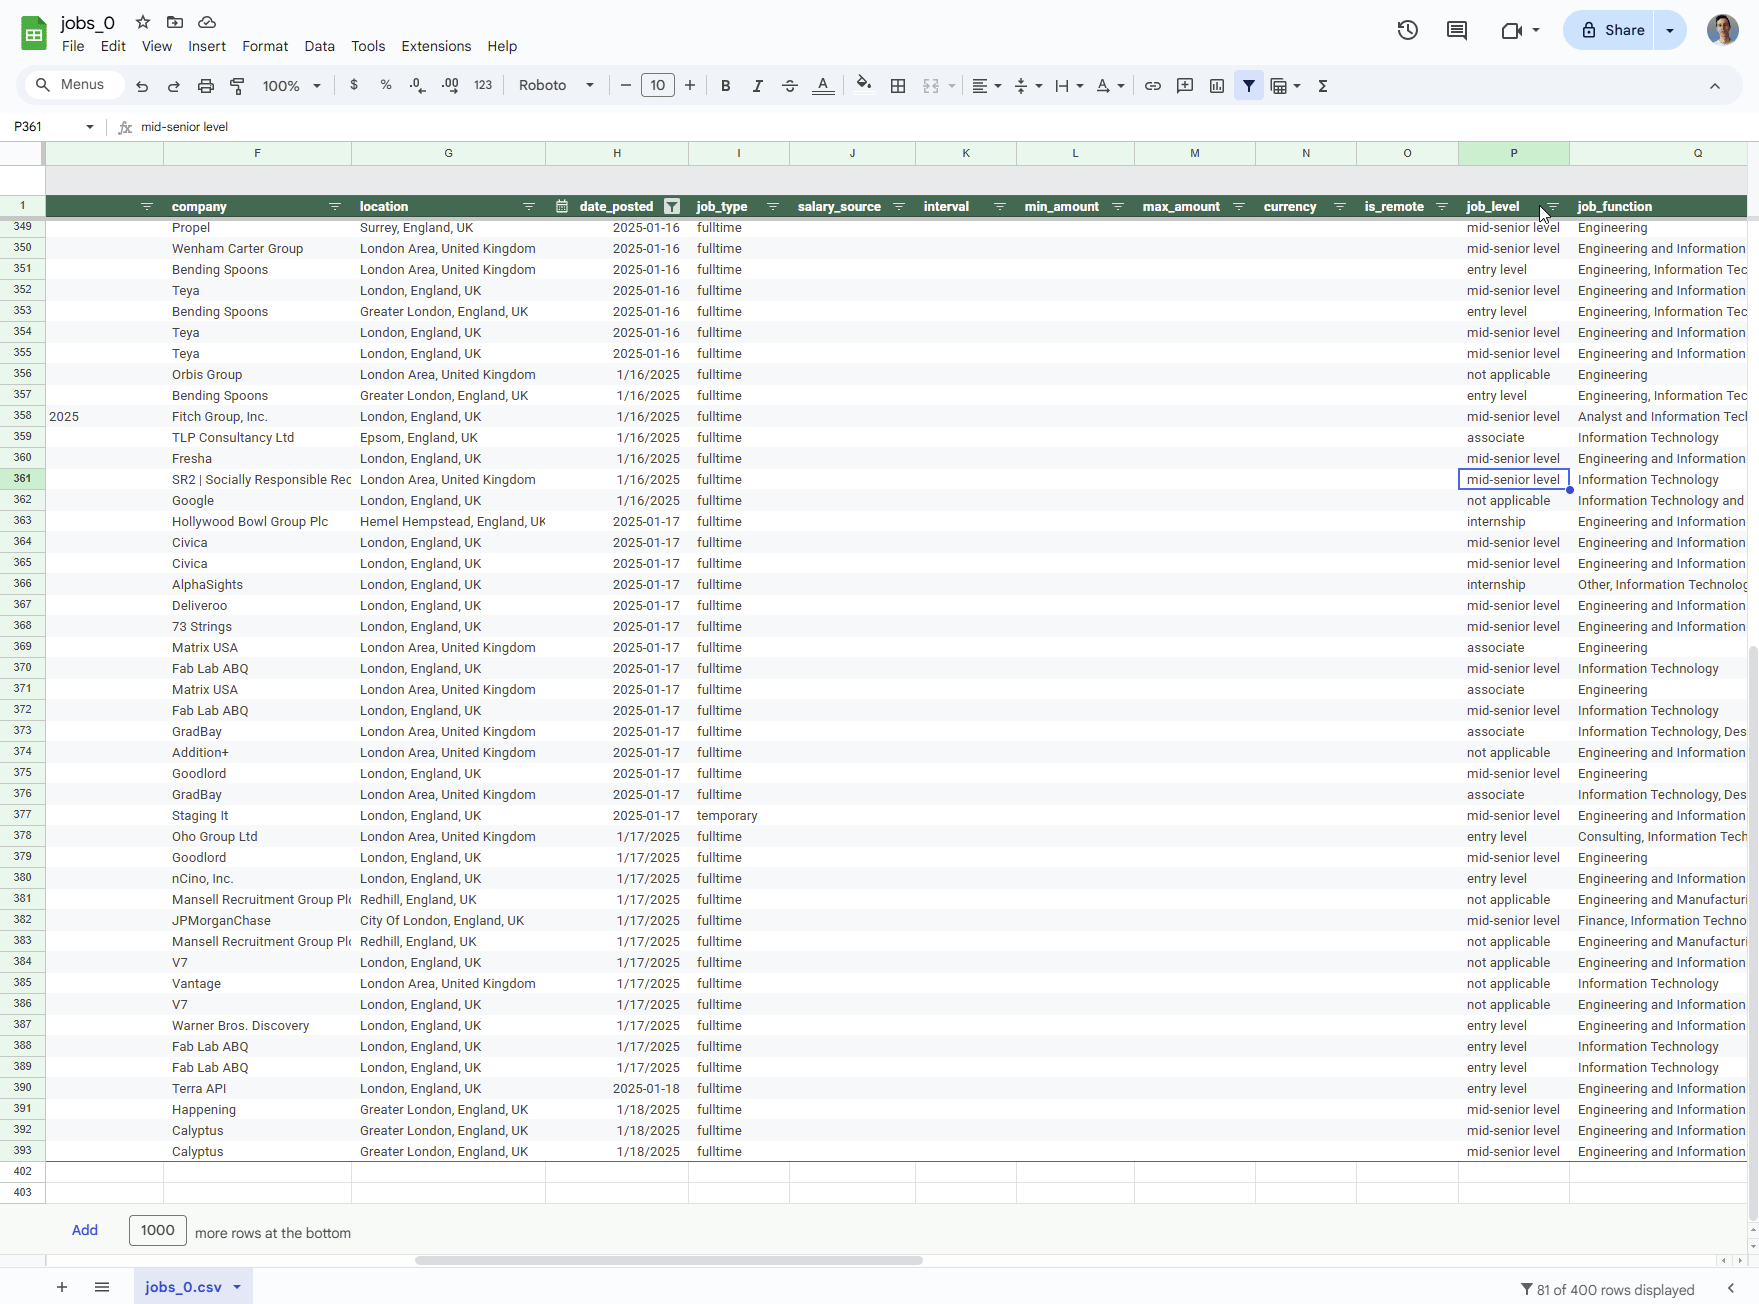 jobs_0
File Edit View Insert Format Data Tools Extensions Help
Share
Menus 100% $ % .0 .00 123 Roboto 10 B I A Σ
P361 fx mid-senior level
F G H I J K L M N O P Q
1 company location date_posted job_type salary_source interval min_amount max_amount currency is_remote job_level job_function
349 Propel Surrey, England, UK 2025-01-16 fulltime mid-senior level Engineering
350 Wenham Carter Group London Area, United Kingdom 2025-01-16 fulltime mid-senior level Engineering and Information
351 Bending Spoons London Area, United Kingdom 2025-01-16 fulltime entry level Engineering, Information Tec
352 Teya London, England, UK 2025-01-16 fulltime mid-senior level Engineering and Information
353 Bending Spoons Greater London, England, UK 2025-01-16 fulltime entry level Engineering, Information Tec
354 Teya London, England, UK 2025-01-16 fulltime mid-senior level Engineering and Information
355 Teya London, England, UK 2025-01-16 fulltime mid-senior level Engineering and Information
356 Orbis Group London Area, United Kingdom 1/16/2025 fulltime not applicable Engineering
357 Bending Spoons Greater London, England, UK 1/16/2025 fulltime entry level Engineering, Information Tec
358 2025 Fitch Group, Inc. London, England, UK 1/16/2025 fulltime mid-senior level Analyst and Information Tecl
359 TLP Consultancy Ltd Epsom, England, UK 1/16/2025 fulltime associate Information Technology
360 Fresha London, England, UK 1/16/2025 fulltime mid-senior level Engineering and Information
361 SR2 | Socially Responsible Rec London Area, United Kingdom 1/16/2025 fulltime mid-senior level Information Technology
362 Google London, England, UK 1/16/2025 fulltime not applicable Information Technology and
363 Hollywood Bowl Group Plc Hemel Hempstead, England, UK 2025-01-17 fulltime internship Engineering and Information
364 Civica London, England, UK 2025-01-17 fulltime mid-senior level Engineering and Information
365 Civica London, England, UK 2025-01-17 fulltime mid-senior level Engineering and Information
366 AlphaSights London, England, UK 2025-01-17 fulltime internship Other, Information Technolog
367 Deliveroo London, England, UK 2025-01-17 fulltime mid-senior level Engineering and Information
368 73 Strings London, England, UK 2025-01-17 fulltime mid-senior level Engineering and Information
369 Matrix USA London Area, United Kingdom 2025-01-17 fulltime associate Engineering
370 Fab Lab ABQ London, England, UK 2025-01-17 fulltime mid-senior level Information Technology
371 Matrix USA London Area, United Kingdom 2025-01-17 fulltime associate Engineering
372 Fab Lab ABQ London, England, UK 2025-01-17 fulltime mid-senior level Information Technology
373 GradBay London Area, United Kingdom 2025-01-17 fulltime associate Information Technology, Des
374 Addition+ London Area, United Kingdom 2025-01-17 fulltime not applicable Engineering and Information
375 Goodlord London, England, UK 2025-01-17 fulltime mid-senior level Engineering
376 GradBay London Area, United Kingdom 2025-01-17 fulltime associate Information Technology, Des
377 Staging It London, England, UK 2025-01-17 temporary mid-senior level Engineering and Information
378 Oho Group Ltd London Area, United Kingdom 1/17/2025 fulltime entry level Consulting, Information Tech
379 Goodlord London, England, UK 1/17/2025 fulltime mid-senior level Engineering
380 nCino, Inc. London, England, UK 1/17/2025 fulltime entry level Engineering and Information
381 Mansell Recruitment Group Plc Redhill, England, UK 1/17/2025 fulltime not applicable Engineering and Manufacturi
382 JPMorganChase City Of London, England, UK 1/17/2025 fulltime mid-senior level Finance, Information Techno
383 Mansell Recruitment Group Plc Redhill, England, UK 1/17/2025 fulltime not applicable Engineering and Manufacturi
384 V7 London, England, UK 1/17/2025 fulltime not applicable Engineering and Information
385 Vantage London Area, United Kingdom 1/17/2025 fulltime not applicable Information Technology
386 V7 London, England, UK 1/17/2025 fulltime not applicable Engineering and Information
387 Warner Bros. Discovery London, England, UK 1/17/2025 fulltime entry level Engineering and Information
388 Fab Lab ABQ London, England, UK 1/17/2025 fulltime entry level Information Technology
389 Fab Lab ABQ London, England, UK 1/17/2025 fulltime entry level Information Technology
390 Terra API London, England, UK 2025-01-18 fulltime entry level Engineering and Information
391 Happening Greater London, England, UK 1/18/2025 fulltime mid-senior level Engineering and Information
392 Calyptus Greater London, England, UK 1/18/2025 fulltime mid-senior level Engineering and Information
393 Calyptus Greater London, England, UK 1/18/2025 fulltime mid-senior level Engineering and Information
402
403
Add 1000 more rows at the bottom
jobs_0.csv 81 of 400 rows displayed